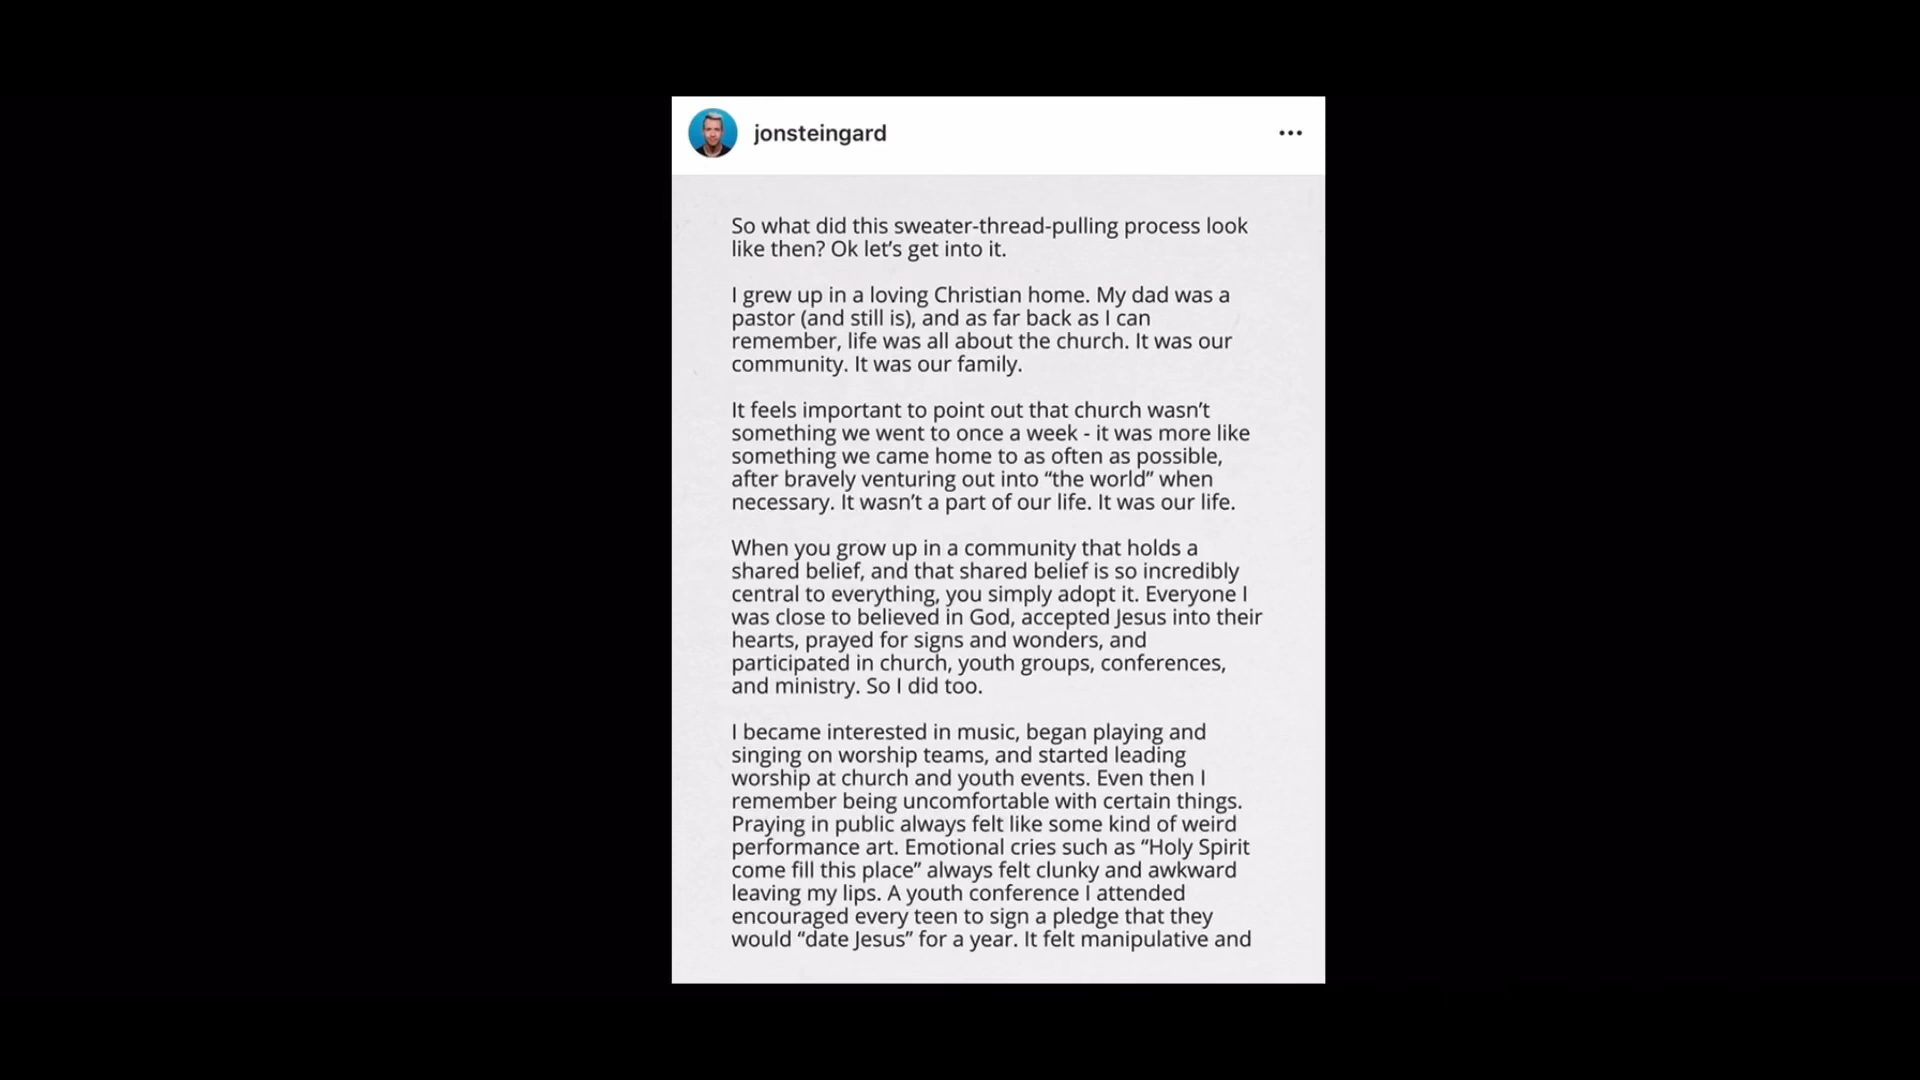 jonsteingard
So what did this sweater-thread-pulling process look
like then? Ok let’s get into it.
I grew up in a loving Christian home. My dad was a
pastor (and still is), and as far back as I can
remember, life was all about the church. It was our
community. It was our family.
It feels important to point out that church wasn’t
something we went to once a week - it was more like
something we came home to as often as possible,
after bravely venturing out into “the world” when
necessary. It wasn’t a part of our life. It was our life.
When you grow up in a community that holds a
shared belief, and that shared belief is so incredibly
central to everything, you simply adopt it. Everyone I
was close to believed in God, accepted Jesus into their
hearts, prayed for signs and wonders, and
participated in church, youth groups, conferences,
and ministry. So I did too.
I became interested in music, began playing and
singing on worship teams, and started leading
worship at church and youth events. Even then I
remember being uncomfortable with certain things.
Praying in public always felt like some kind of weird
performance art. Emotional cries such as “Holy Spirit
come fill this place” always felt clunky and awkward
leaving my lips. A youth conference I attended
encouraged every teen to sign a pledge that they
would “date Jesus” for a year. It felt manipulative and